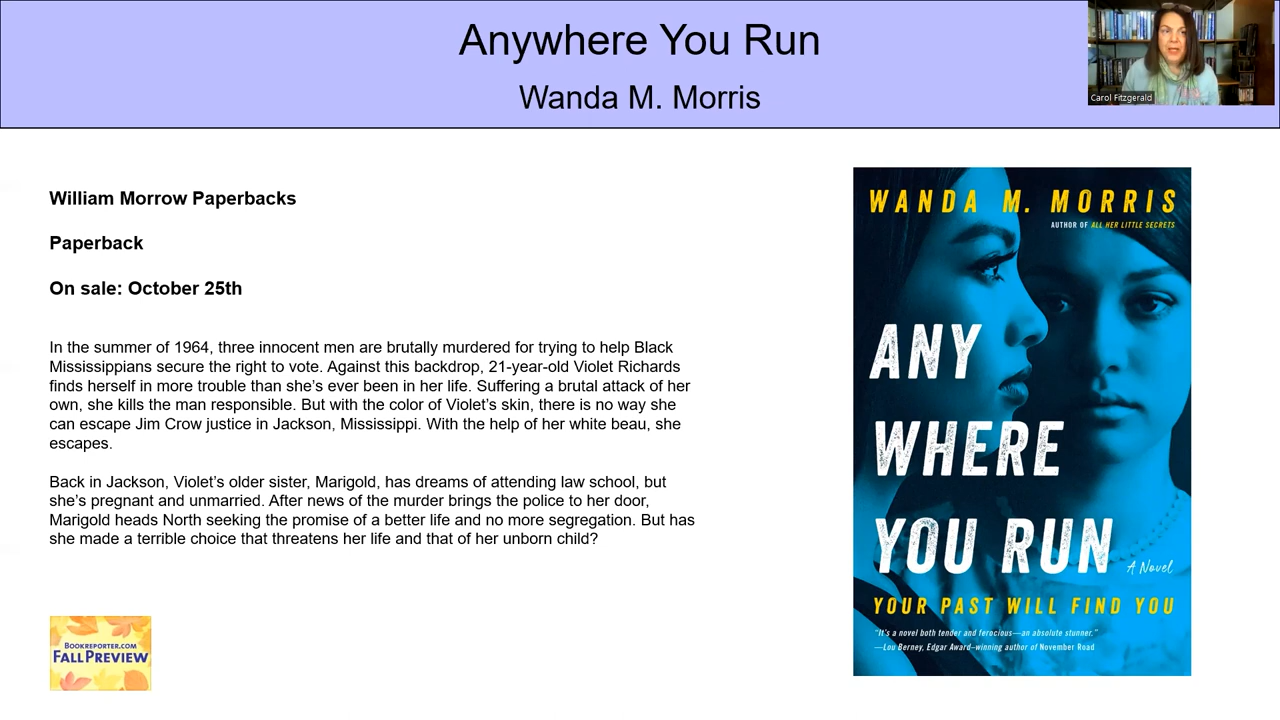 Anywhere You Run
Wanda M. Morris
Carol Fitzgerald
William Morrow Paperbacks
Paperback
On sale: October 25th
In the summer of 1964, three innocent men are brutally murdered for trying to help Black
Mississippians secure the right to vote. Against this backdrop, 21-year-old Violet Richards
finds herself in more trouble than she’s ever been in her life. Suffering a brutal attack of her
own, she kills the man responsible. But with the color of Violet’s skin, there is no way she
can escape Jim Crow justice in Jackson, Mississippi. With the help of her white beau, she
escapes.
Back in Jackson, Violet’s older sister, Marigold, has dreams of attending law school, but
she’s pregnant and unmarried. After news of the murder brings the police to her door,
Marigold heads North seeking the promise of a better life and no more segregation. But has
she made a terrible choice that threatens her life and that of her unborn child?
BOOKREPORTER.COM
FALL PREVIEW
WANDA M. MORRIS
AUTHOR OF ALL HER LITTLE SECRETS
ANY
WHERE
YOU RUN
A Novel
YOUR PAST WILL FIND YOU
“It’s a novel both tender and ferocious—an absolute stunner.”
—Lou Berney, Edgar Award–winning author of November Road